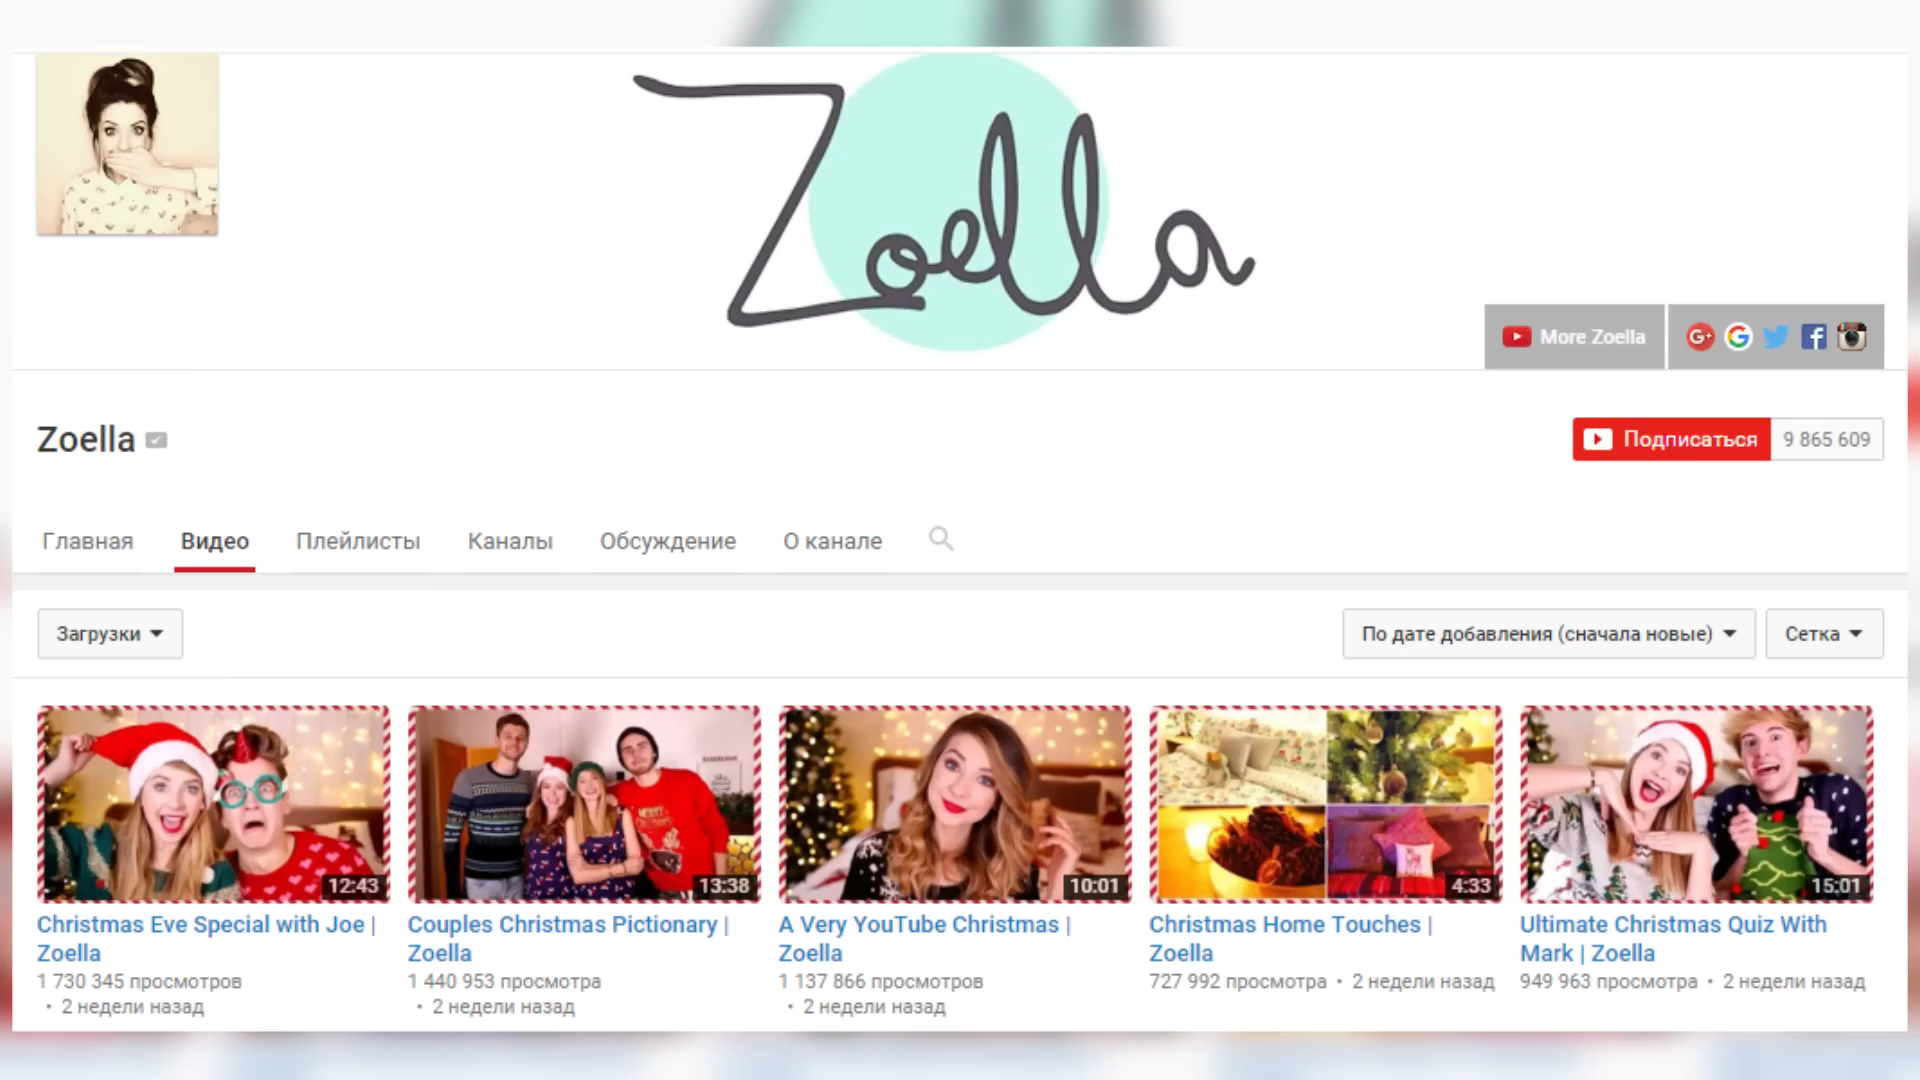 Zoella
More Zoella
Zoella
Подписаться 9 865 609
Главная Видео Плейлисты Каналы Обсуждение О канале
Загрузки По дате добавления (сначала новые) Сетка
12:43 13:38 10:01 4:33 15:01
Christmas Eve Special with Joe |
Zoella
1 730 345 просмотров
• 2 недели назад
Couples Christmas Pictionary |
Zoella
1 440 953 просмотра
• 2 недели назад
A Very YouTube Christmas |
Zoella
1 137 866 просмотров
• 2 недели назад
Christmas Home Touches |
Zoella
727 992 просмотра • 2 недели назад
Ultimate Christmas Quiz With
Mark | Zoella
949 963 просмотра • 2 недели назад